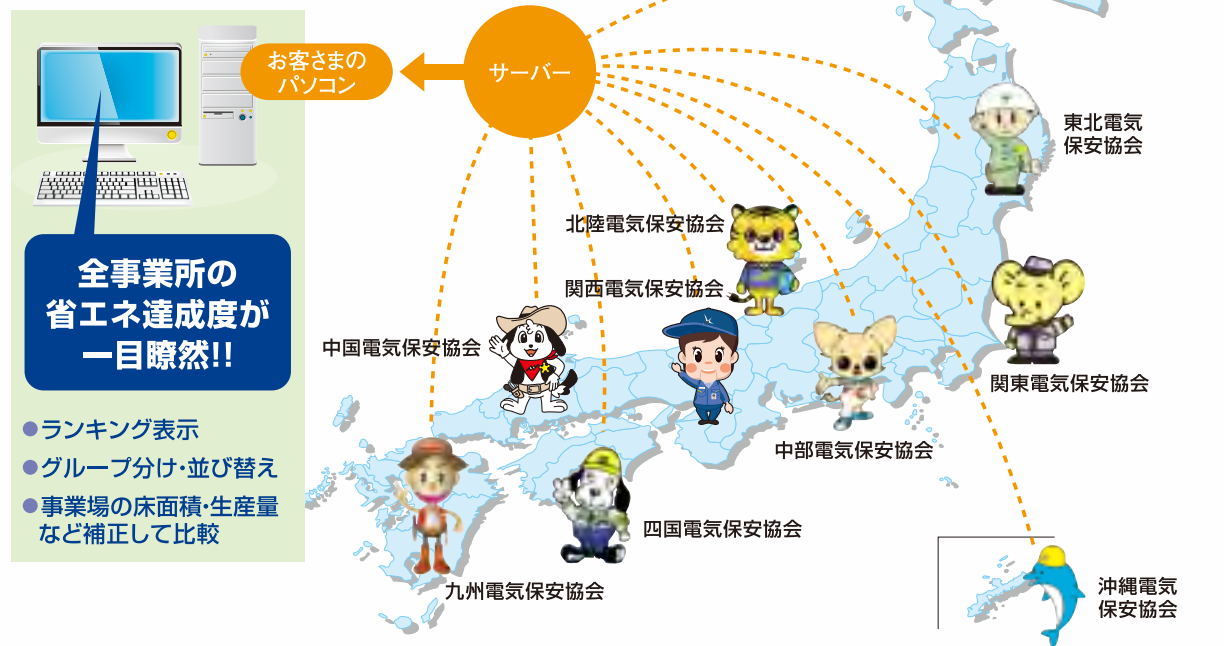 お客さまの
パソコン
サーバー
全事業所の
省エネ達成度が
一目瞭然!!
●ランキング表示
●グループ分け・並び替え
●事業場の床面積・生産量
など補正して比較
東北電気
保安協会
北陸電気保安協会
関西電気保安協会
中国電気保安協会
関東電気保安協会
中部電気保安協会
四国電気保安協会
九州電気保安協会
沖縄電気
保安協会